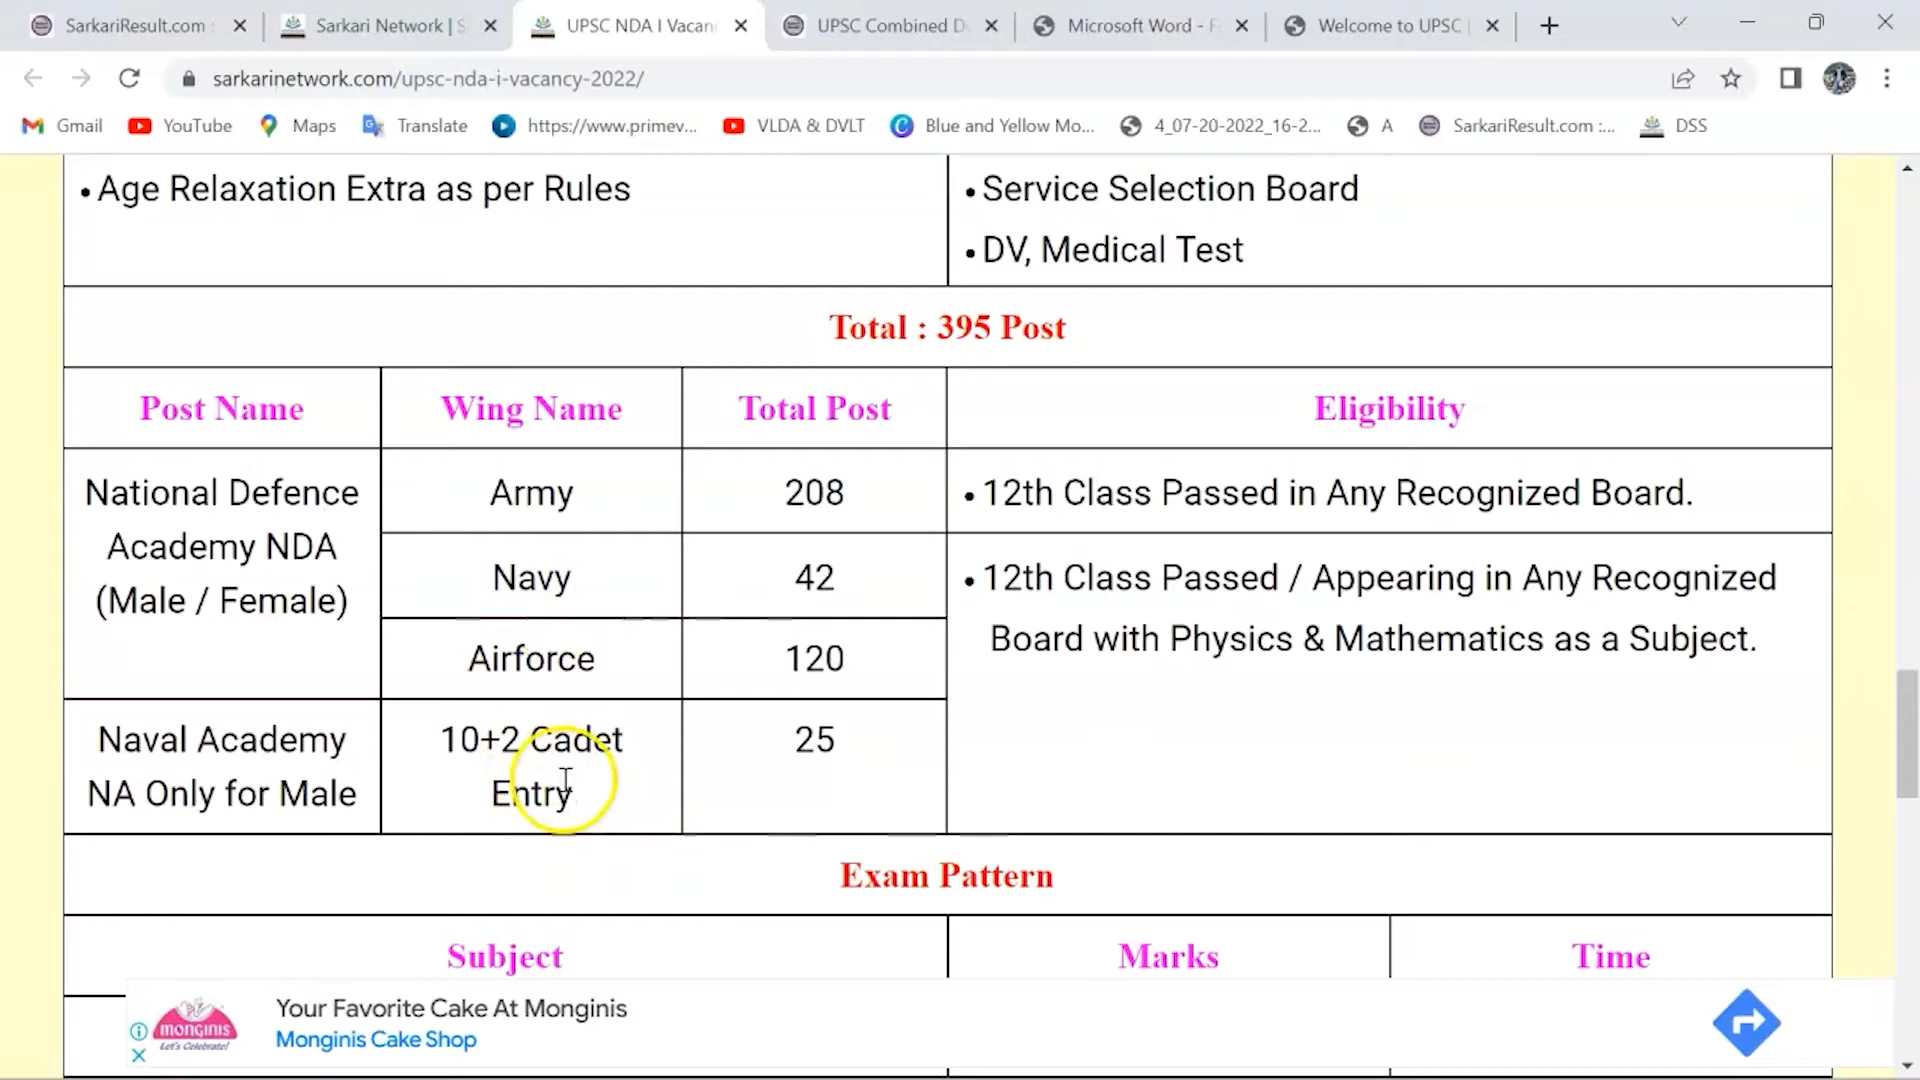 SarkariResult.com :
Sarkari Network | S
UPSC NDA I Vacan
UPSC Combined D
Microsoft Word - F
Welcome to UPSC |
sarkarinetwork.com/upsc-nda-i-vacancy-2022/
Gmail
YouTube
Maps
Translate
https://www.primev...
VLDA & DVLT
Blue and Yellow Mo...
4_07-20-2022_16-2...
A
SarkariResult.com :...
DSS
• Age Relaxation Extra as per Rules
• Service Selection Board
• DV, Medical Test
Total : 395 Post
Post Name
Wing Name
Total Post
Eligibility
National Defence
Academy NDA
(Male / Female)
Army
208
• 12th Class Passed in Any Recognized Board.
Navy
42
• 12th Class Passed / Appearing in Any Recognized
Board with Physics & Mathematics as a Subject.
Airforce
120
Naval Academy
NA Only for Male
10+2 Cadet
Entry
25
Exam Pattern
Subject
Marks
Time
MONGINIS
Let's Celebrate!
Your Favorite Cake At Monginis
Monginis Cake Shop